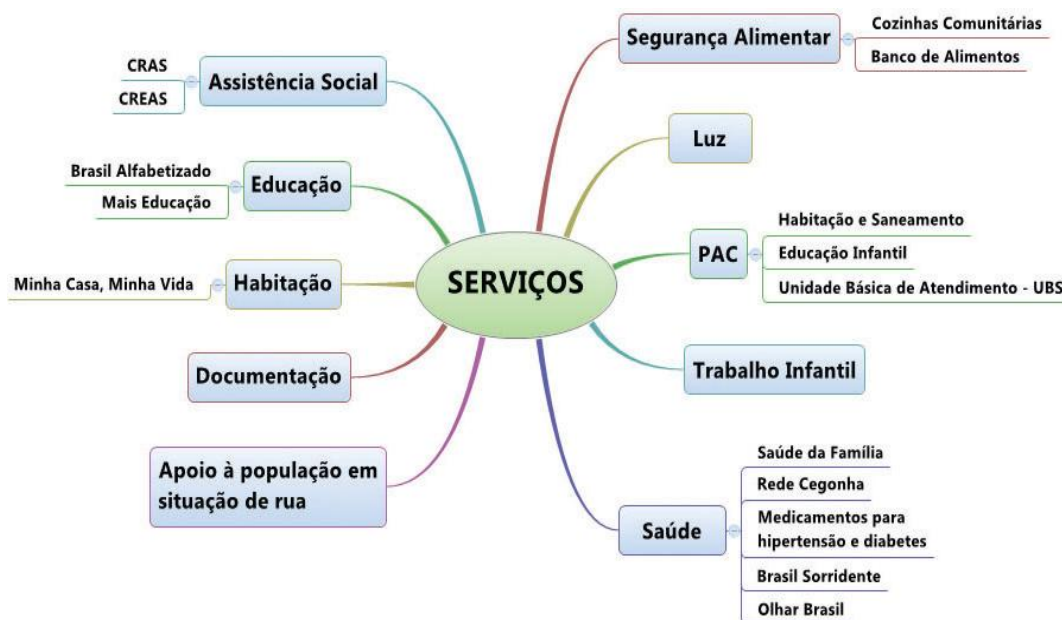 SERVIÇOS
Segurança Alimentar
Cozinhas Comunitárias
Banco de Alimentos
Luz
PAC
Habitação e Saneamento
Educação Infantil
Unidade Básica de Atendimento - UBS
Trabalho Infantil
Saúde
Saúde da Família
Rede Cegonha
Medicamentos para
hipertensão e diabetes
Brasil Sorridente
Olhar Brasil
Assistência Social
CRAS
CREAS
Educação
Brasil Alfabetizado
Mais Educação
Habitação
Minha Casa, Minha Vida
Documentação
Apoio à população em
situação de rua